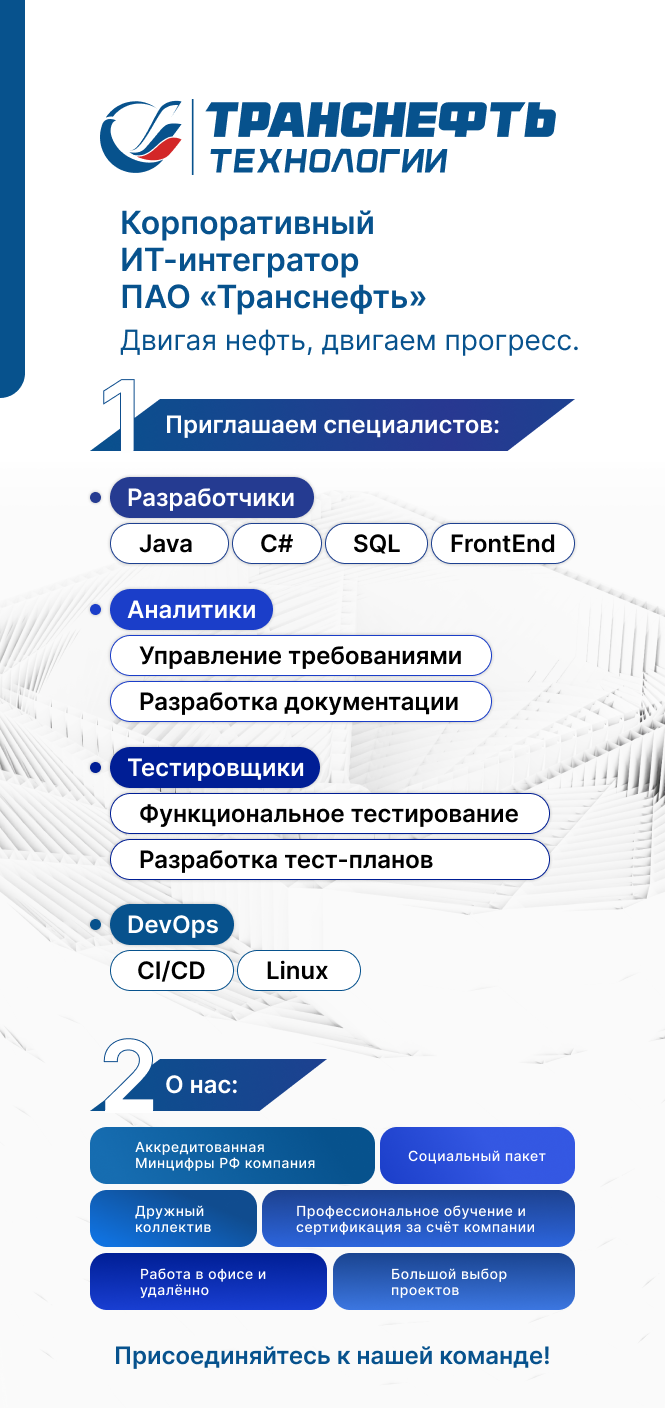 ТРАНСНЕФТЬ
ТЕХНОЛОГИИ
Корпоративный
ИТ-интегратор
ПАО «Транснефть»
Двигая нефть, двигаем прогресс.
1 Приглашаем специалистов:
Разработчики
Java C# SQL FrontEnd
Аналитики
Управление требованиями
Разработка документации
Тестировщики
Функциональное тестирование
Разработка тест-планов
DevOps
CI/CD Linux
2 О нас:
Аккредитованная
Минцифры РФ компания
Социальный пакет
Дружный
коллектив
Профессиональное обучение и
сертификация за счёт компании
Работа в офисе и
удалённо
Большой выбор
проектов
Присоединяйтесь к нашей команде!